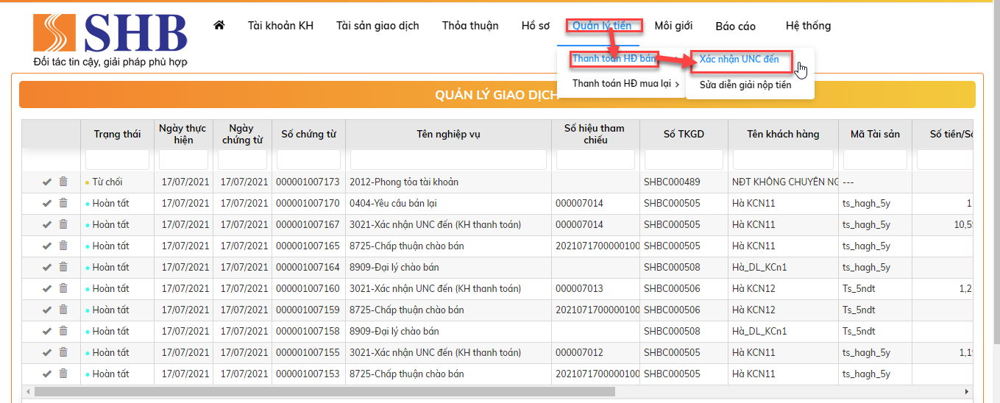 SHB
Đối tác tin cậy, giải pháp phù hợp
Tài khoản KH Tài sản giao dịch Thỏa thuận Hồ sơ Quản lý tiền Môi giới Báo cáo Hệ thống
Thanh toán HĐ bán Xác nhận UNC đến
Thanh toán HĐ mua lại > Sửa diễn giải nộp tiền
QUẢN LÝ GIAO DỊCH
Trạng thái Ngày thực hiện Ngày chứng từ Số chứng từ Tên nghiệp vụ Số hiệu tham chiếu Số TKGD Tên khách hàng Mã Tài sản Số tiền/Số
Từ chối 17/07/2021 17/07/2021 000001007173 2012-Phong tỏa tài khoản SHBC000489 NĐT KHÔNG CHUYÊN NG ---
Hoàn tất 17/07/2021 17/07/2021 000001007170 0404-Yêu cầu bán lại 000007014 SHBC000505 Hà KCN11 ts_hagh_5y 1
Hoàn tất 17/07/2021 17/07/2021 000001007167 3021-Xác nhận UNC đến (KH thanh toán) 000007014 SHBC000505 Hà KCN11 ts_hagh_5y 10,59
Hoàn tất 17/07/2021 17/07/2021 000001007165 8725-Chấp thuận chào bán 2021071700000100 SHBC000505 Hà KCN11 ts_hagh_5y
Hoàn tất 17/07/2021 17/07/2021 000001007164 8909-Đại lý chào bán SHBC000508 Hà_DL_KCn1 ts_hagh_5y
Hoàn tất 17/07/2021 17/07/2021 000001007160 3021-Xác nhận UNC đến (KH thanh toán) 000007013 SHBC000506 Hà KCN12 Ts_5ndt 1,2
Hoàn tất 17/07/2021 17/07/2021 000001007159 8725-Chấp thuận chào bán 2021071700000100 SHBC000506 Hà KCN12 Ts_5ndt
Hoàn tất 17/07/2021 17/07/2021 000001007158 8909-Đại lý chào bán SHBC000508 Hà_DL_KCn1 Ts_5ndt
Hoàn tất 17/07/2021 17/07/2021 000001007155 3021-Xác nhận UNC đến (KH thanh toán) 000007012 SHBC000505 Hà KCN11 ts_hagh_5y 1,19
Hoàn tất 17/07/2021 17/07/2021 000001007153 8725-Chấp thuận chào bán 2021071700000100 SHBC000505 Hà KCN11 ts_hagh_5y